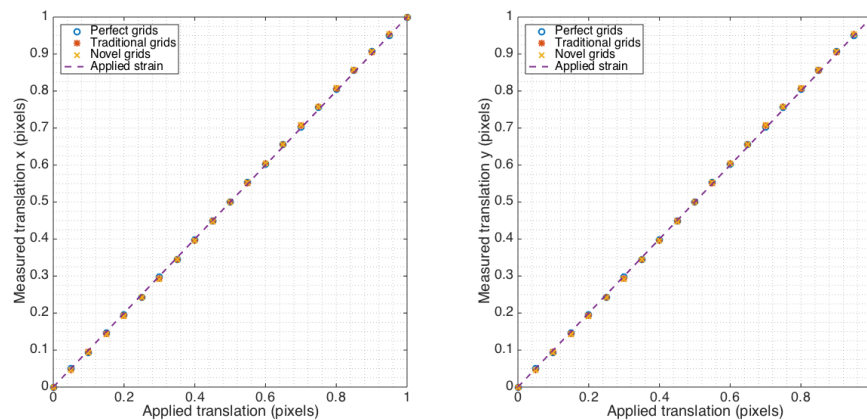 1
0.9
0.8
0.7
0.6
0.5
0.4
0.3
0.2
0.1
0
Measured translation x (pixels)
Perfect grids
Traditional grids
Novel grids
Applied strain
0 0.2 0.4 0.6 0.8 1
Applied translation (pixels)
1
0.9
0.8
0.7
0.6
0.5
0.4
0.3
0.2
0.1
0
Measured translation y (pixels)
Perfect grids
Traditional grids
Novel grids
Applied strain
0 0.2 0.4 0.6 0.8
Applied translation (pixels)